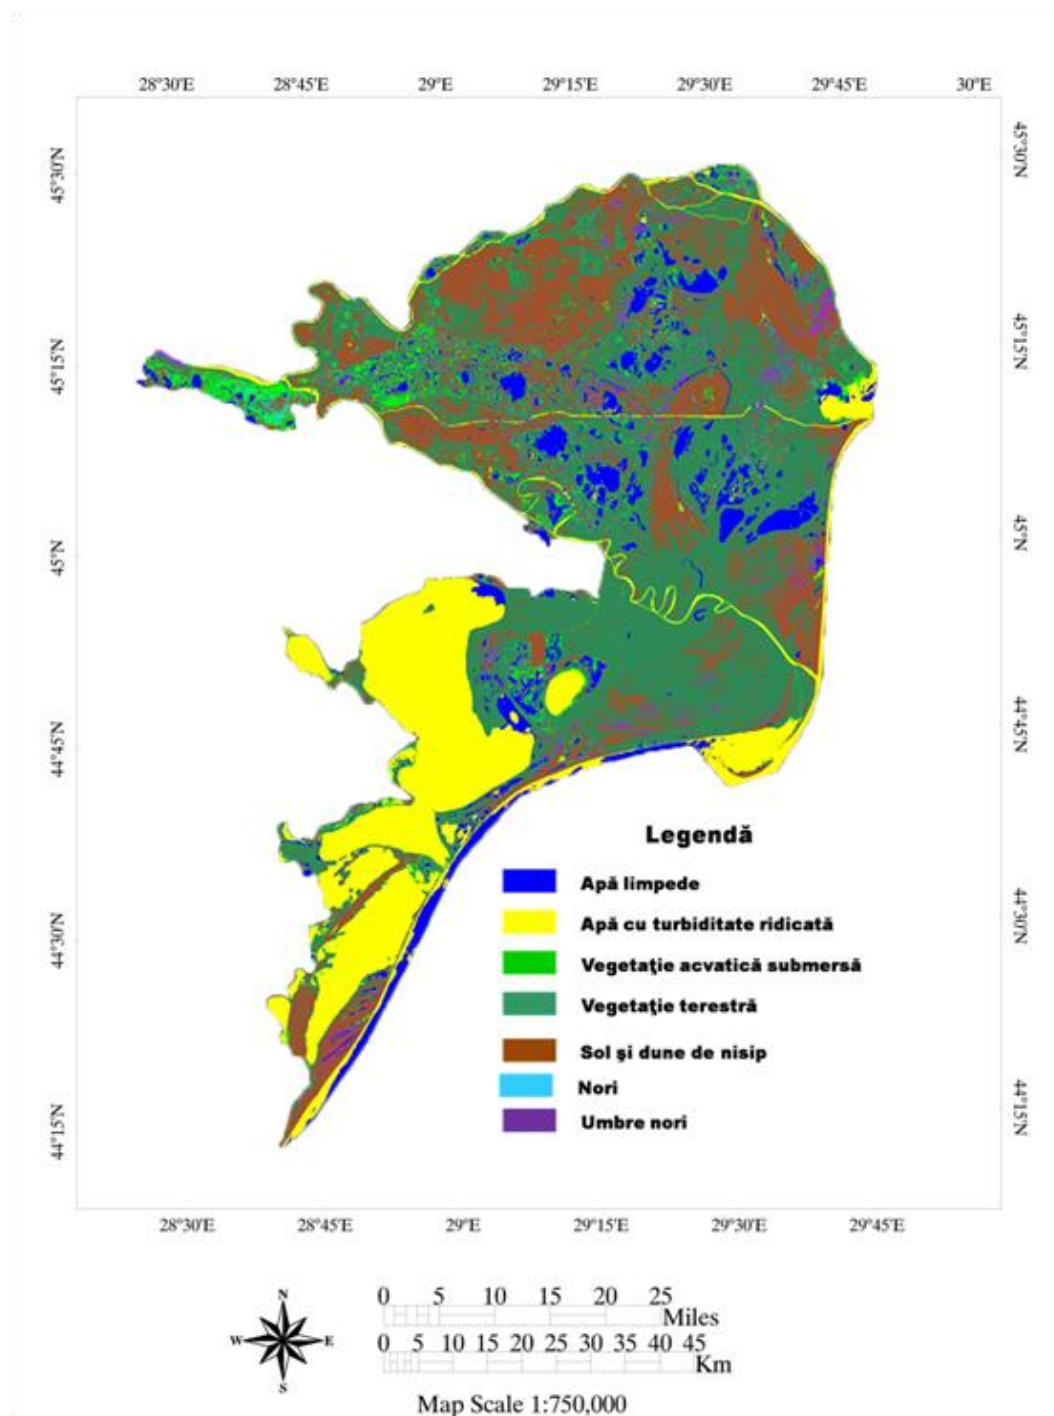 28°30'E 28°45'E 29°E 29°15'E 29°30'E 29°45'E 30°E
45°30'N
45°15'N
45°N
44°45'N
44°30'N
44°15'N
45°30'N
45°15'N
45°N
44°45'N
44°30'N
44°15'N
Legendă
Apă limpede
Apă cu turbiditate ridicată
Vegetaţie acvatică submersă
Vegetaţie terestră
Sol şi dune de nisip
Nori
Umbre nori
28°30'E 28°45'E 29°E 29°15'E 29°30'E 29°45'E
N
W E
S
0 5 10 15 20 25
Miles
0 5 10 15 20 25 30 35 40 45
Km
Map Scale 1:750,000